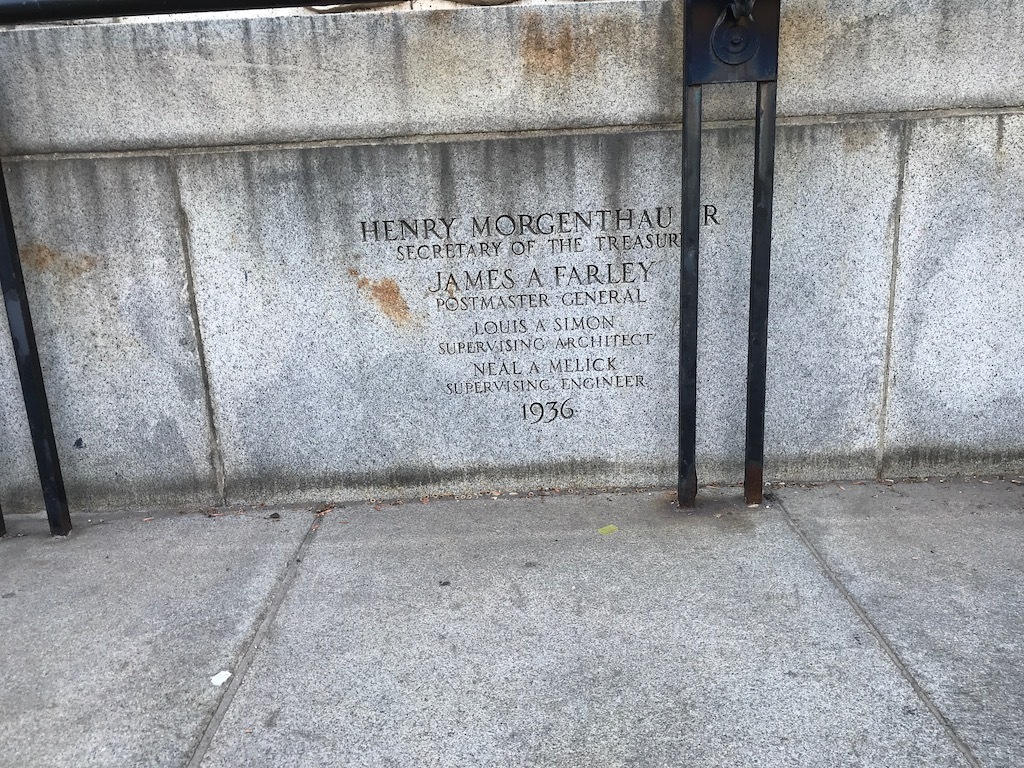 HENRY MORGENTHAU JR
SECRETARY OF THE TREASURY
JAMES A FARLEY
POSTMASTER GENERAL
LOUIS A SIMON
SUPERVISING ARCHITECT
NEAL A MELICK
SUPERVISING ENGINEER
1936